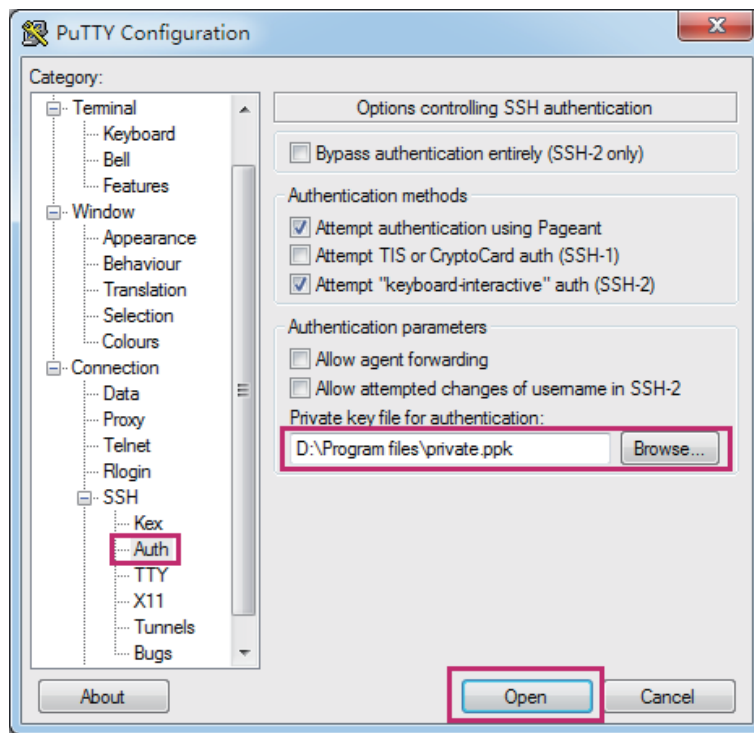 PuTTY Configuration
Category:
Terminal
Keyboard
Bell
Features
Window
Appearance
Behaviour
Translation
Selection
Colours
Connection
Data
Proxy
Telnet
Rlogin
SSH
Kex
Auth
TTY
X11
Tunnels
Bugs
Options controlling SSH authentication
Bypass authentication entirely (SSH-2 only)
Authentication methods
Attempt authentication using Pageant
Attempt TIS or CryptoCard auth (SSH-1)
Attempt "keyboard-interactive" auth (SSH-2)
Authentication parameters
Allow agent forwarding
Allow attempted changes of username in SSH-2
Private key file for authentication:
D:\Program files\private.ppk
Browse...
About
Open
Cancel